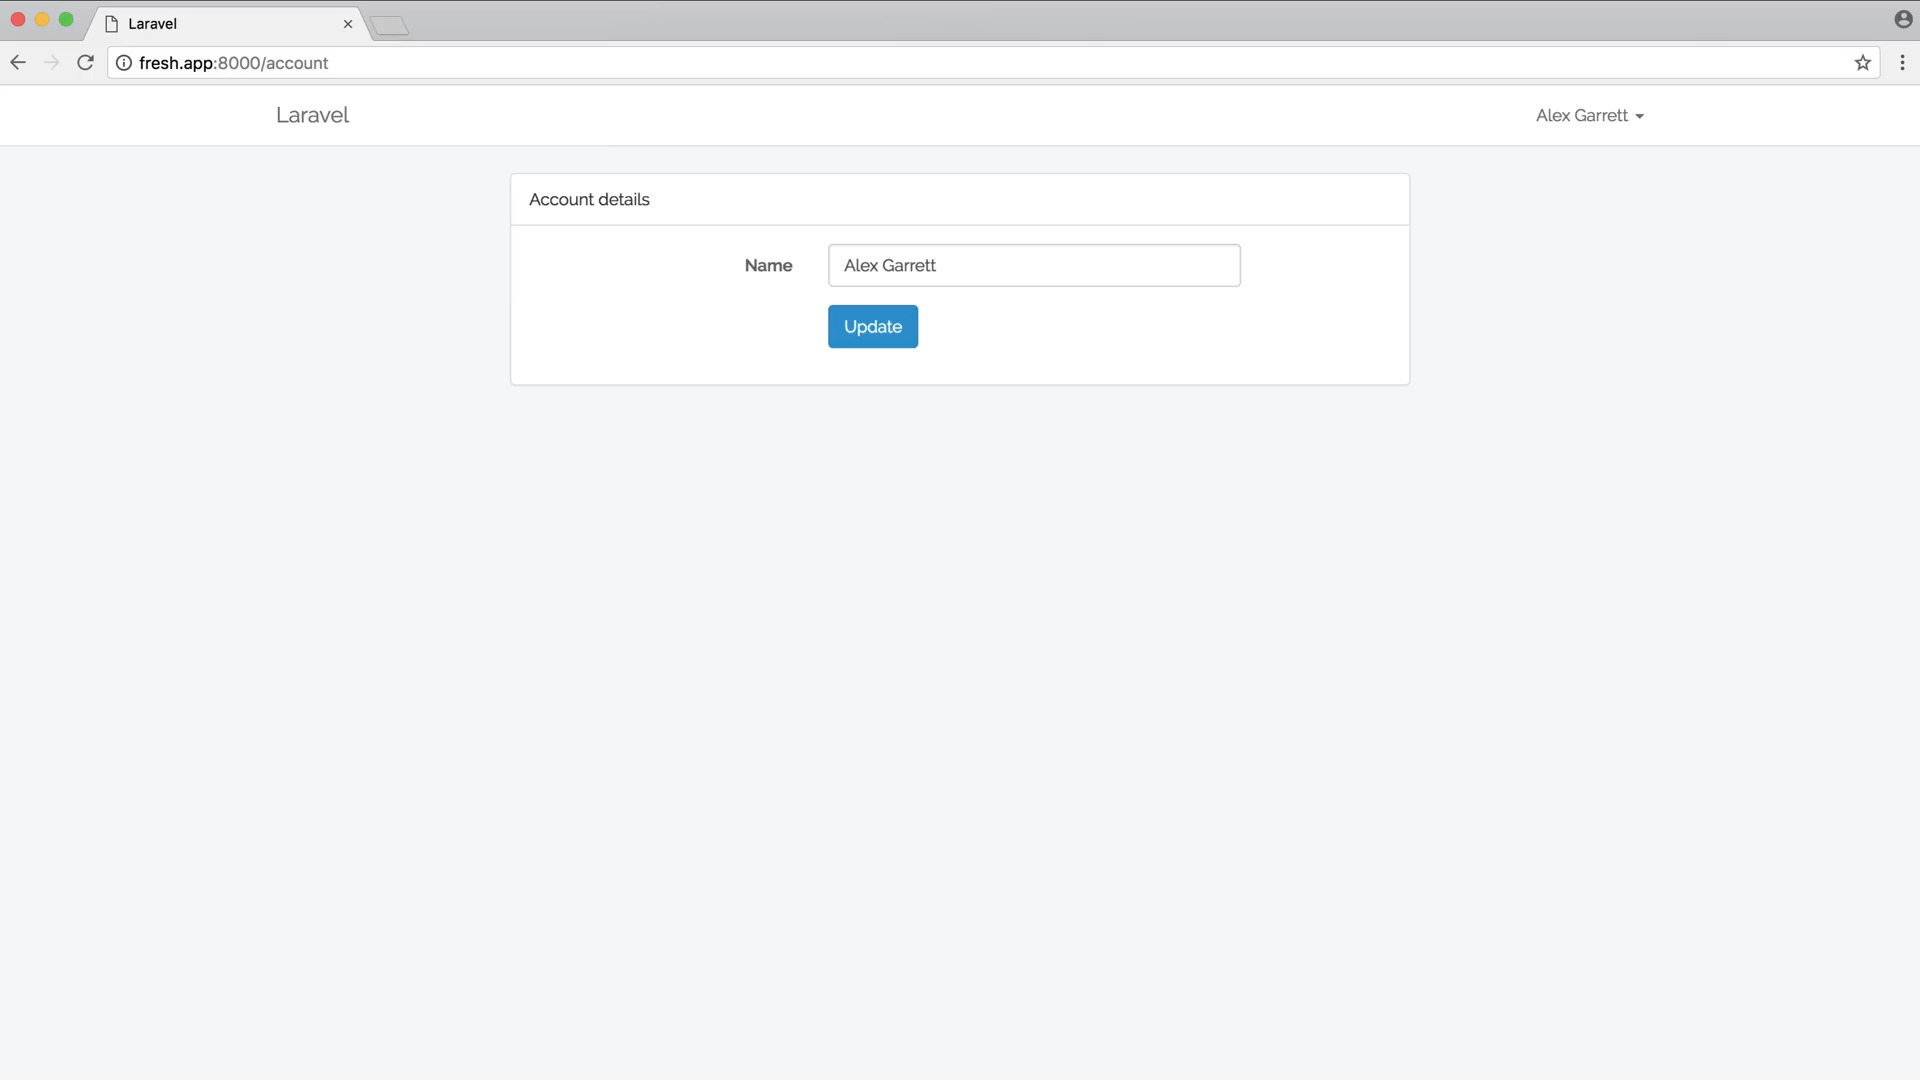 Laravel
fresh.app:8000/account
Laravel
Alex Garrett
Account details
Name
Alex Garrett
Update